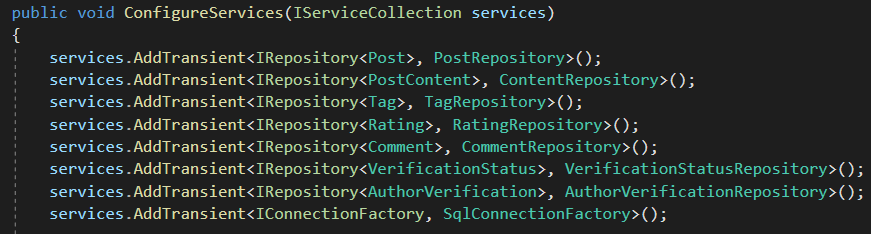 public void ConfigureServices(IServiceCollection services)
{
services.AddTransient<IRepository<Post>, PostRepository>();
services.AddTransient<IRepository<PostContent>, ContentRepository>();
services.AddTransient<IRepository<Tag>, TagRepository>();
services.AddTransient<IRepository<Rating>, RatingRepository>();
services.AddTransient<IRepository<Comment>, CommentRepository>();
services.AddTransient<IRepository<VerificationStatus>, VerificationStatusRepository>();
services.AddTransient<IRepository<AuthorVerification>, AuthorVerificationRepository>();
services.AddTransient<IConnectionFactory, SqlConnectionFactory>();